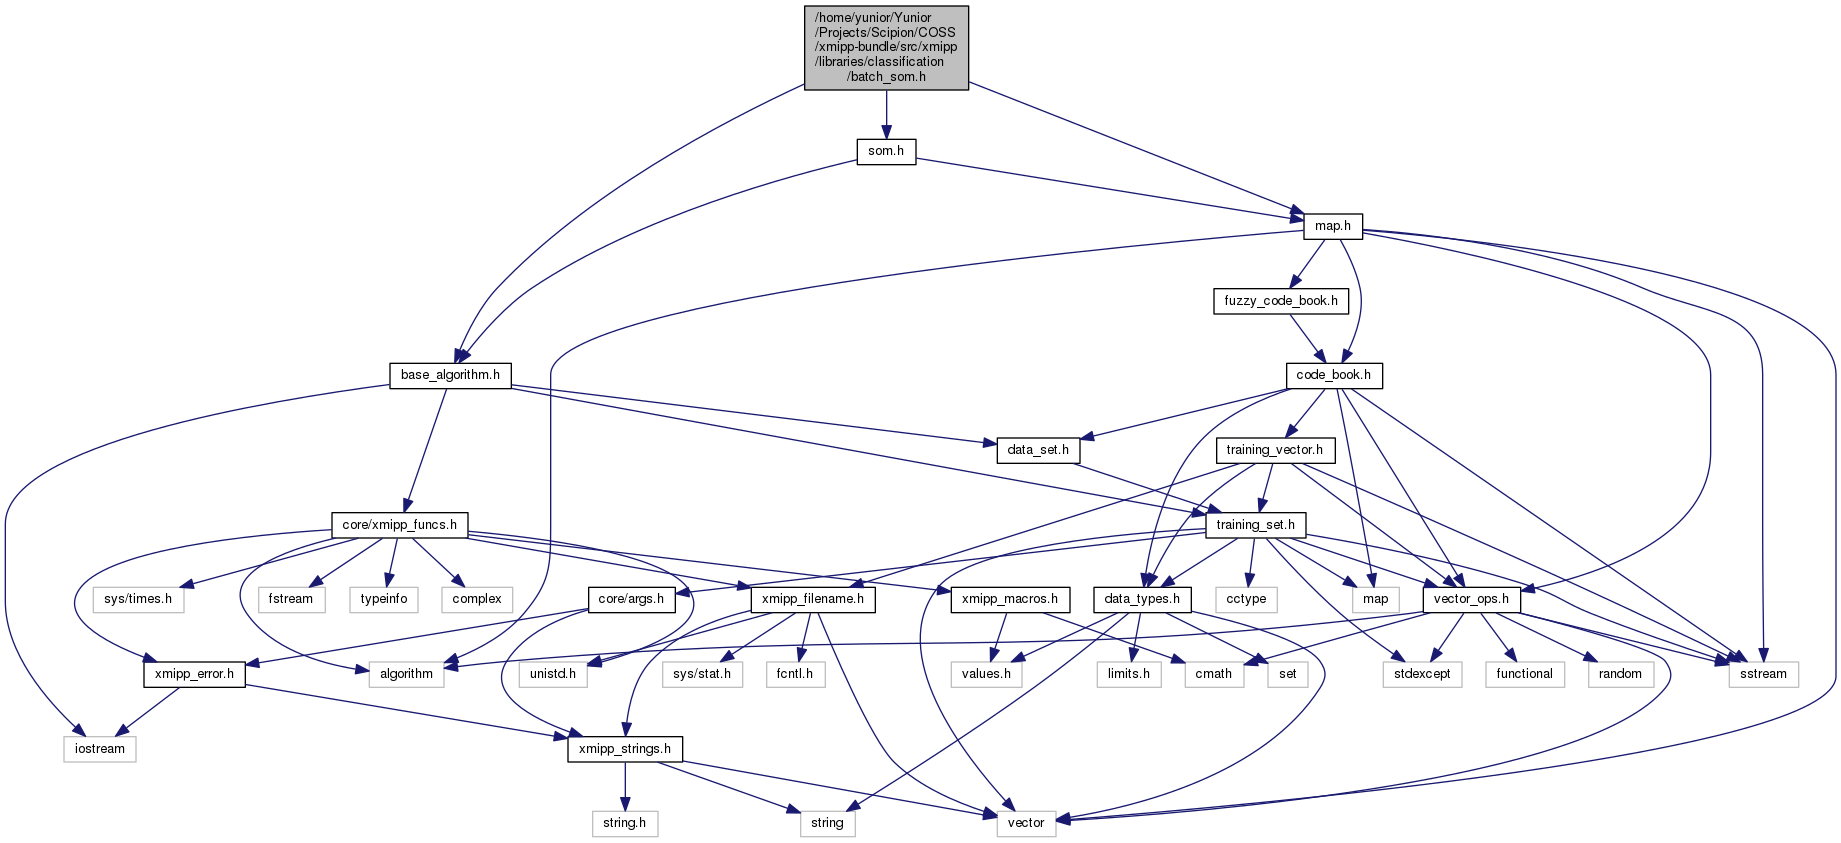 /home/yunior/Yunior
/Projects/Scipion/COSS
/xmipp-bundle/src/xmipp
/libraries/classification
/batch_som.h
som.h
map.h
fuzzy_code_book.h
base_algorithm.h
code_book.h
data_set.h
training_vector.h
core/xmipp_funcs.h
training_set.h
sys/times.h
fstream
typeinfo
complex
core/args.h
xmipp_filename.h
xmipp_macros.h
data_types.h
cctype
map
vector_ops.h
xmipp_error.h
algorithm
unistd.h
sys/stat.h
fcntl.h
values.h
limits.h
cmath
set
stdexcept
functional
random
sstream
iostream
xmipp_strings.h
string.h
string
vector